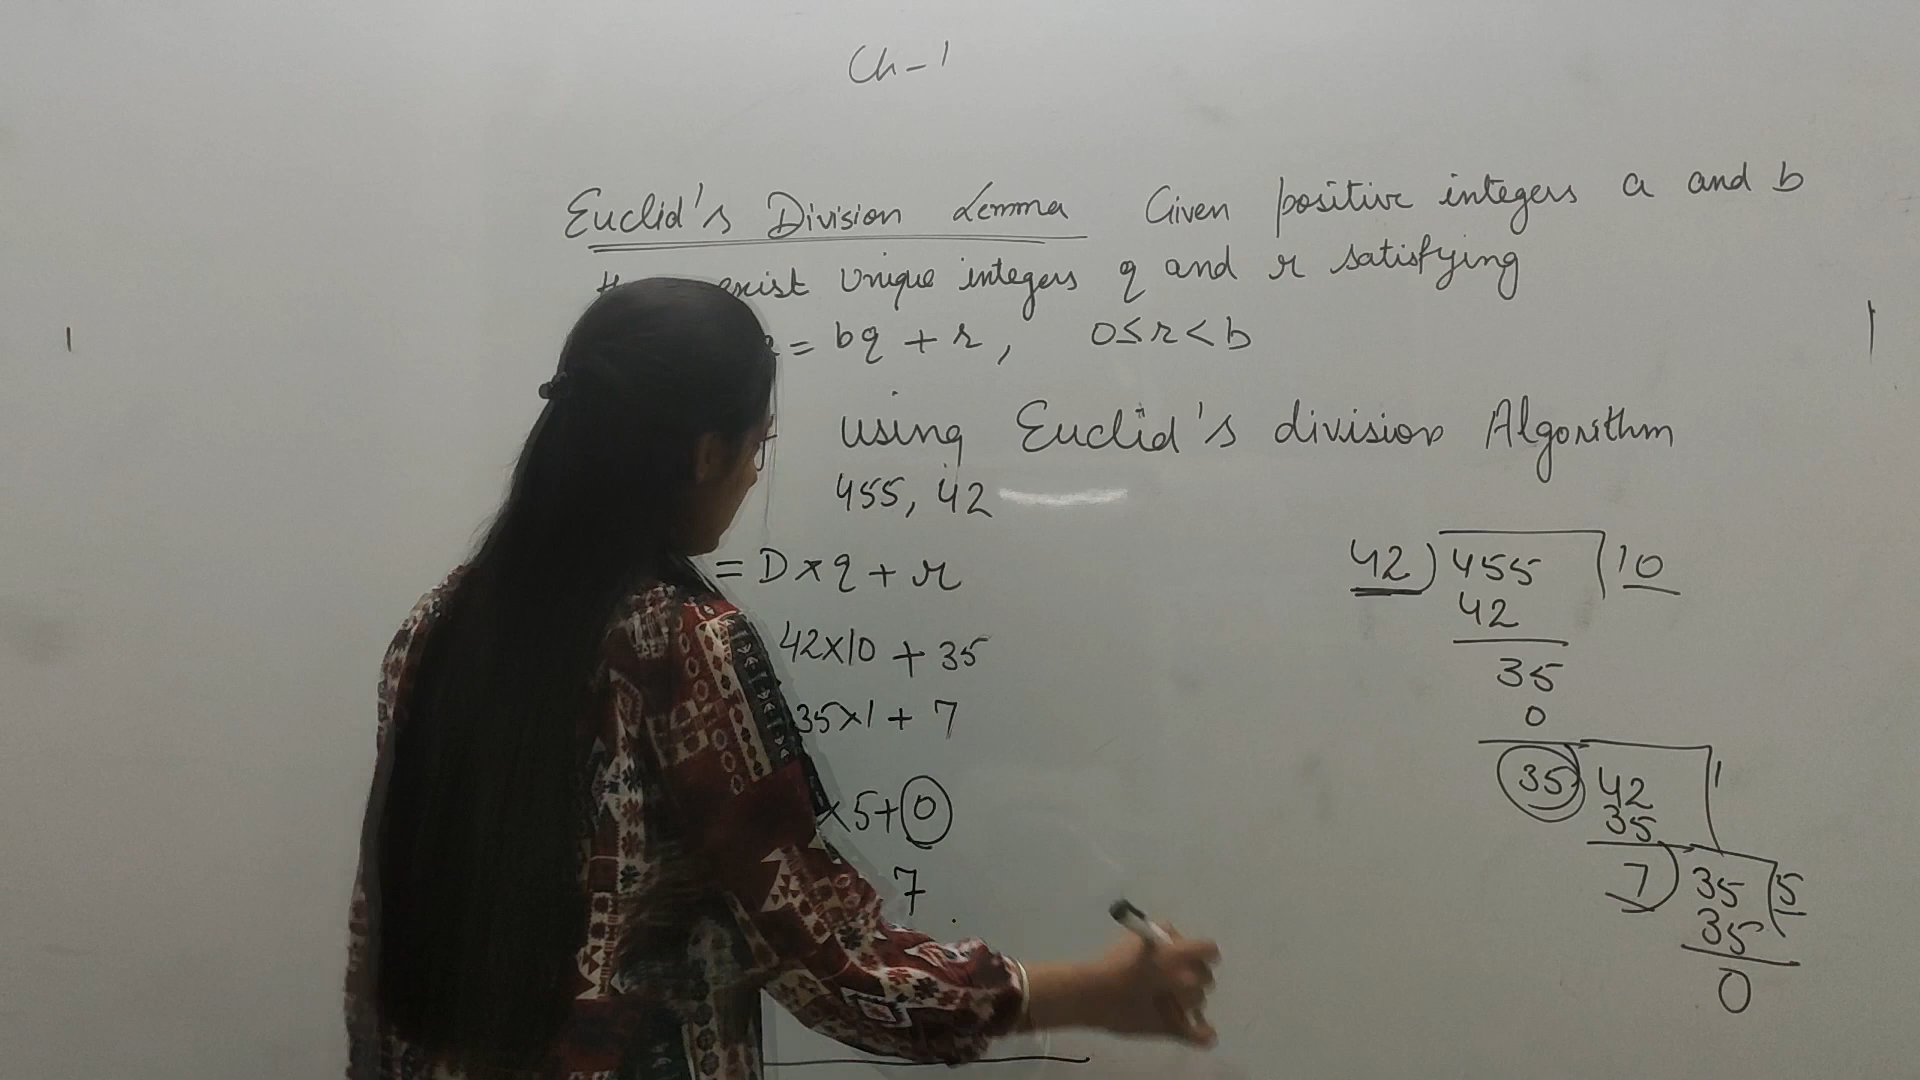 Ch-1
Euclid's Division Lemma Given positive integers a and b
exist unique integers q and r satisfying
= bq + r, 0≤r<b
using Euclid's division Algorithm
455, 42
= D×q + r
42×10 + 35
35×1 + 7
×5+0
7.
42) 455 10
42
35
0
35 42 1
35
7) 35 5
35
0